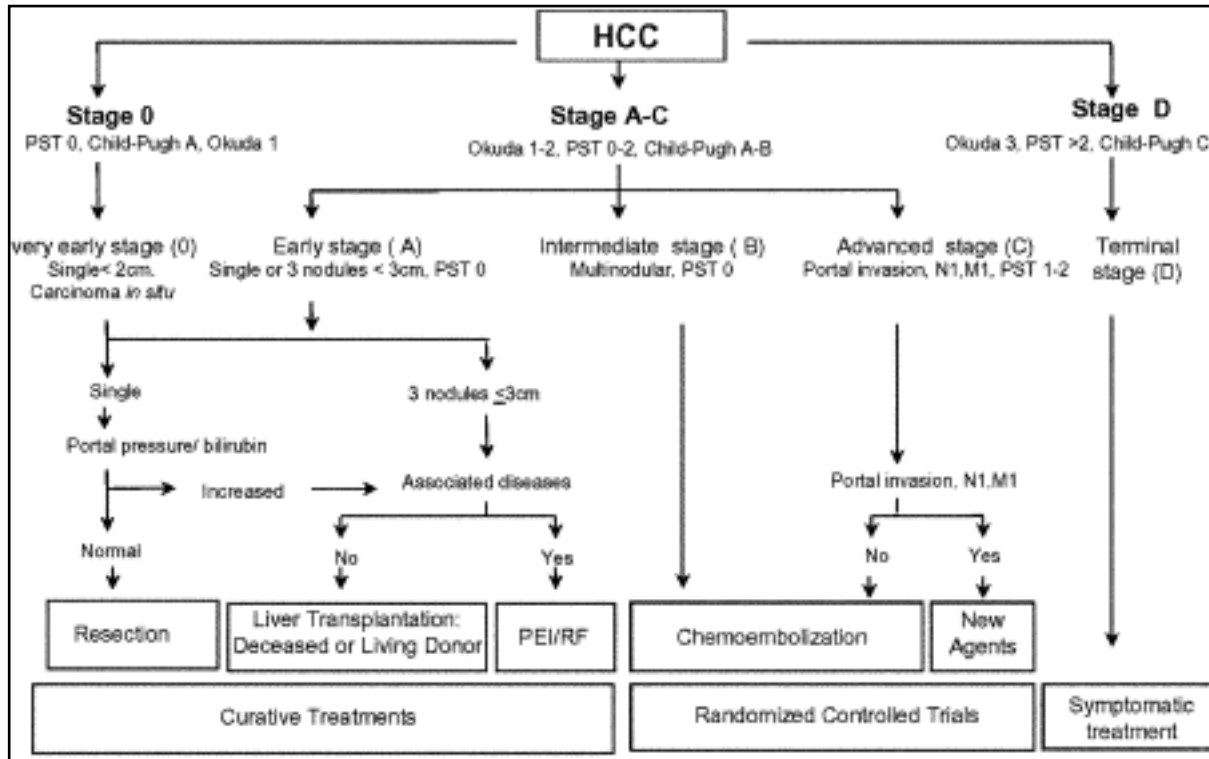 HCC
Stage 0
PST 0, Child-Pugh A, Okuda 1
Stage A-C
Okuda 1-2, PST 0-2, Child-Pugh A-B
Stage D
Okuda 3, PST >2, Child-Pugh C
very early stage (0)
Single< 2cm.
Carcinoma in situ
Early stage ( A)
Single or 3 nodules < 3cm, PST 0
Intermediate stage ( B)
Multinodular, PST 0
Advanced stage (C)
Portal invasion, N1,M1, PST 1-2
Terminal
stage (D)
Single
3 nodules ≤3cm
Portal pressure/ bilirubin
Increased
Associated diseases
Portal invasion, N1,M1
Normal
No
Yes
No
Yes
Resection
Liver Transplantation:
Deceased or Living Donor
PEI/RF
Chemoembolization
New
Agents
Curative Treatments
Randomized Controlled Trials
Symptomatic
treatment